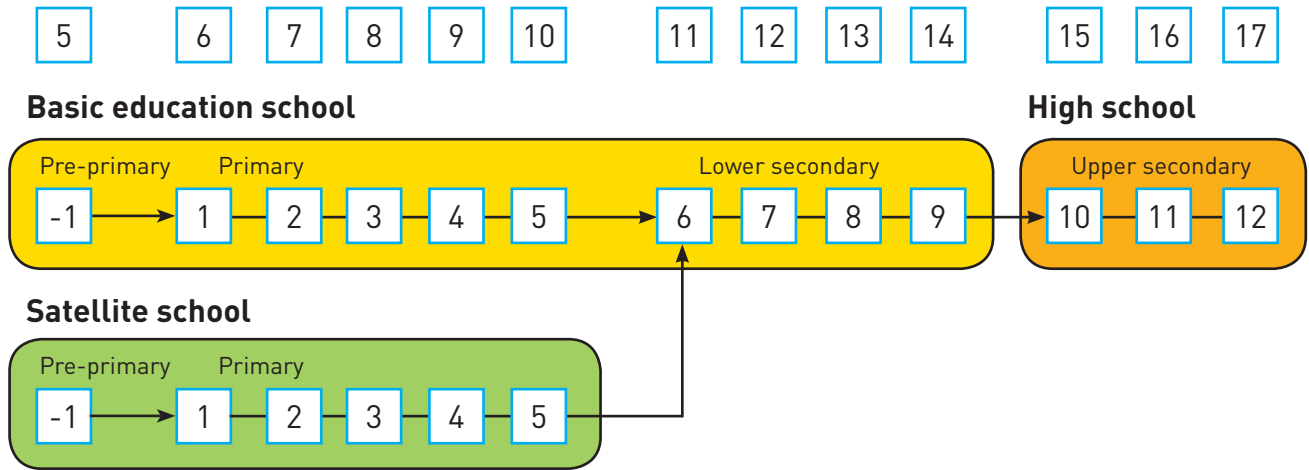 5 6 7 8 9 10 11 12 13 14 15 16 17
Basic education school High school
Pre-primary Primary Lower secondary Upper secondary
-1 1 2 3 4 5 6 7 8 9 10 11 12
Satellite school
Pre-primary Primary
-1 1 2 3 4 5